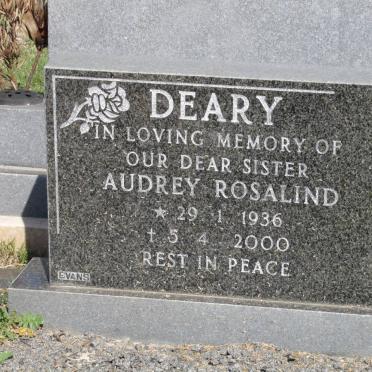 DEARY
IN LOVING MEMORY OF
OUR DEAR SISTER
AUDREY ROSALIND
★ 29 1 1936
† 5 4 2000
REST IN PEACE
EVANS